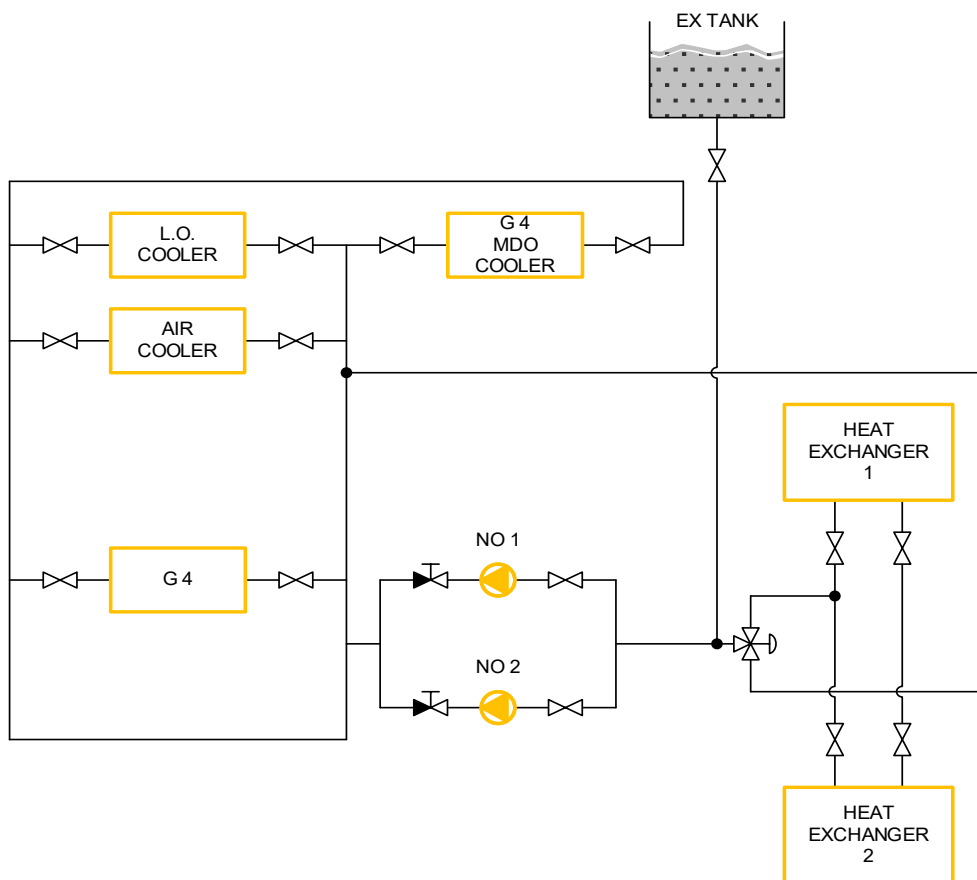 EX TANK
L.O.
COOLER
G 4
MDO
COOLER
AIR
COOLER
HEAT
EXCHANGER
1
NO 1
G 4
NO 2
HEAT
EXCHANGER
2